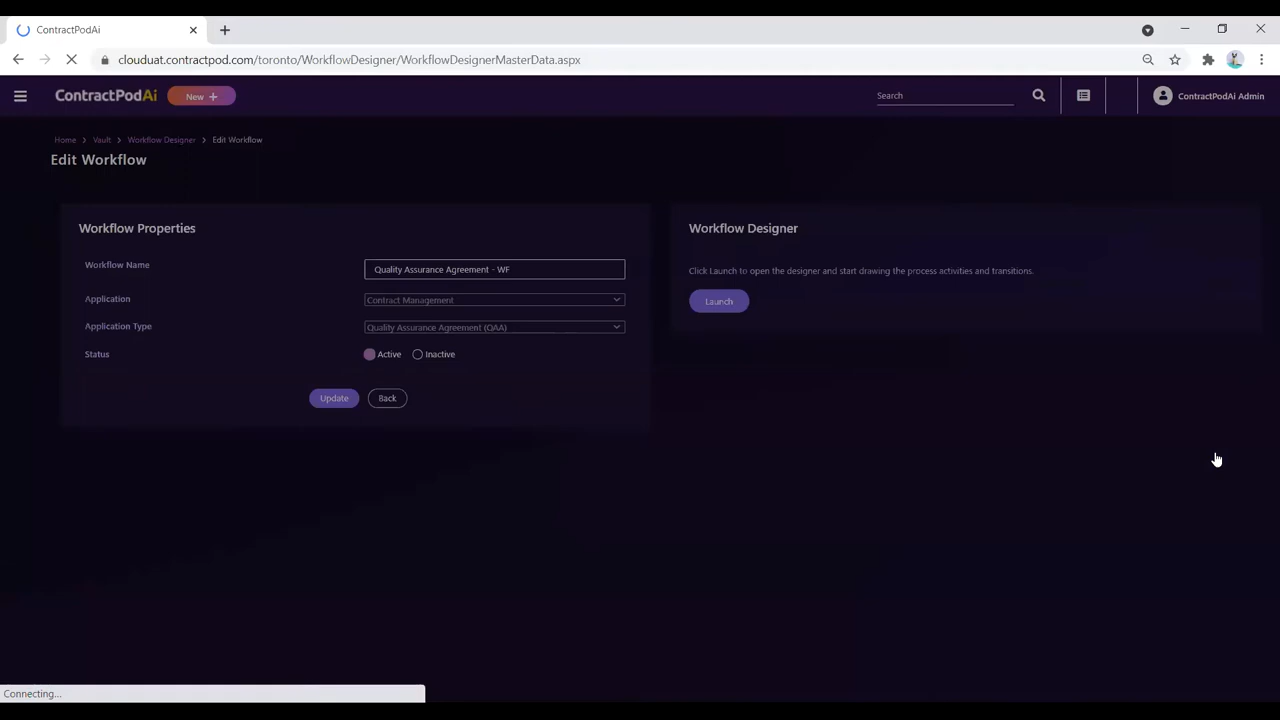 ContractPodAi
clouduat.contractpod.com/toronto/WorkflowDesigner/WorkflowDesignerMasterData.aspx
ContractPodAi
New +
Search
ContractPodAi Admin
Home > Vault > Workflow Designer > Edit Workflow
Edit Workflow
Workflow Properties
Workflow Name
Quality Assurance Agreement - WF
Application
Contract Management
Application Type
Quality Assurance Agreement (QAA)
Status
Active
Inactive
Update
Back
Workflow Designer
Click Launch to open the designer and start drawing the process activities and transitions.
Launch
Connecting...